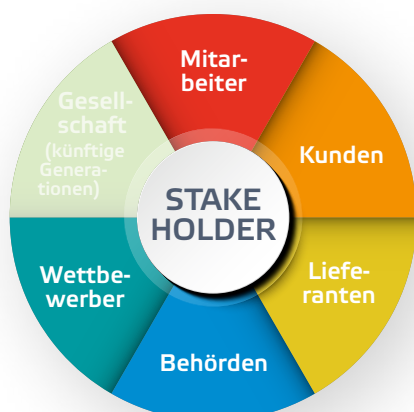 Mitar-
beiter
Kunden
Liefe-
ranten
Behörden
Wettbe-
werber
Gesell-
schaft
(künftige
Genera-
tionen)
STAKE
HOLDER